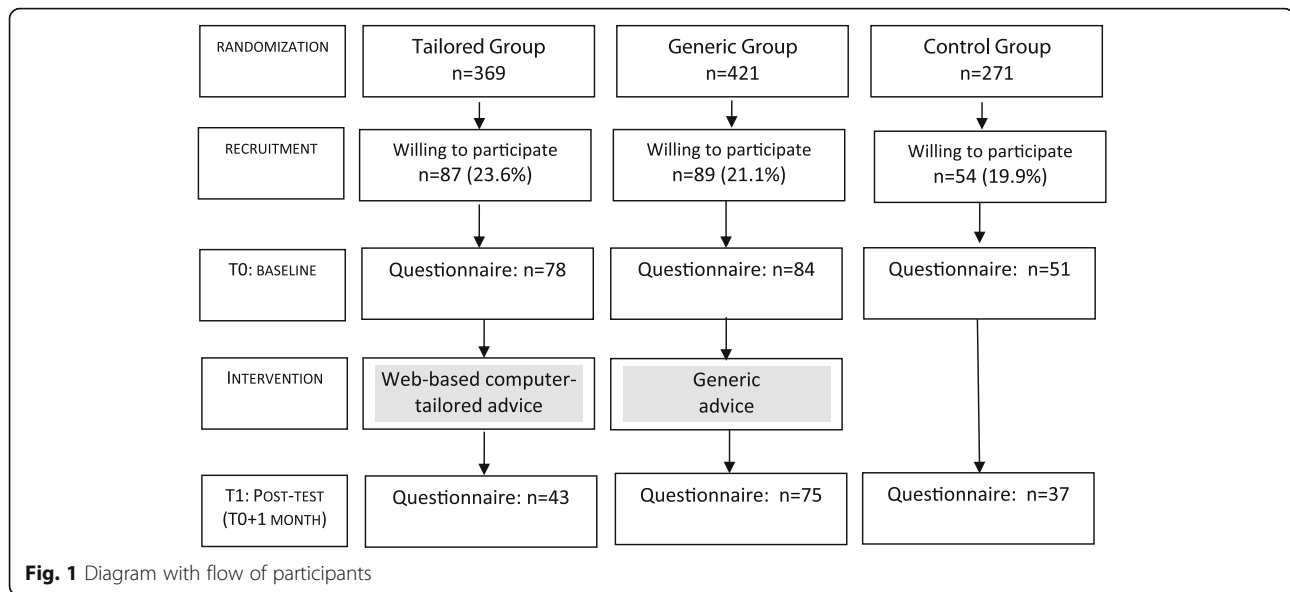 RANDOMIZATION
Tailored Group
n=369
Generic Group
n=421
Control Group
n=271
RECRUITMENT
Willing to participate
n=87 (23.6%)
Willing to participate
n=89 (21.1%)
Willing to participate
n=54 (19.9%)
T0: BASELINE
Questionnaire: n=78
Questionnaire: n=84
Questionnaire: n=51
INTERVENTION
Web-based computer-
tailored advice
Generic
advice
T1: POST-TEST
(T0+1 MONTH)
Questionnaire: n=43
Questionnaire: n=75
Questionnaire: n=37
Fig. 1 Diagram with flow of participants